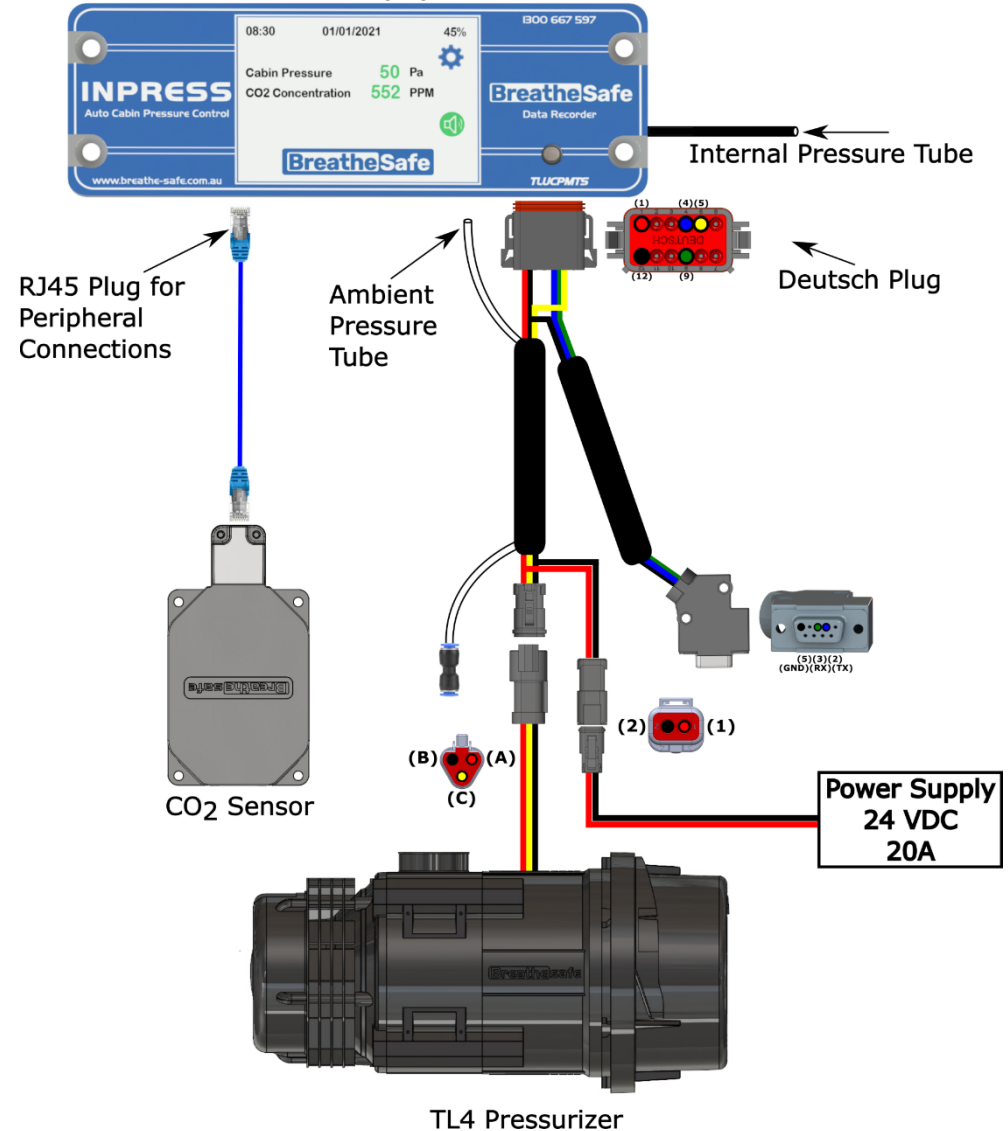 1300 667 597
08:30 01/01/2021 45%
Cabin Pressure 50 Pa
CO2 Concentration 552 PPM
INPRESS
Auto Cabin Pressure Control
BreatheSafe
Data Recorder
BreatheSafe
www.breathe-safe.com.au
TLUCPMTS
Internal Pressure Tube
(1) (4) (5)
DEUTSCH
(12) (9)
Deutsch Plug
RJ45 Plug for
Peripheral
Connections
Ambient
Pressure
Tube
(5)(3)(2)
(GND)(RX)(TX)
Breathesafe
CO2 Sensor
(2) (1)
(B) (A)
(C)
Power Supply
24 VDC
20A
Breathesafe
TL4 Pressurizer